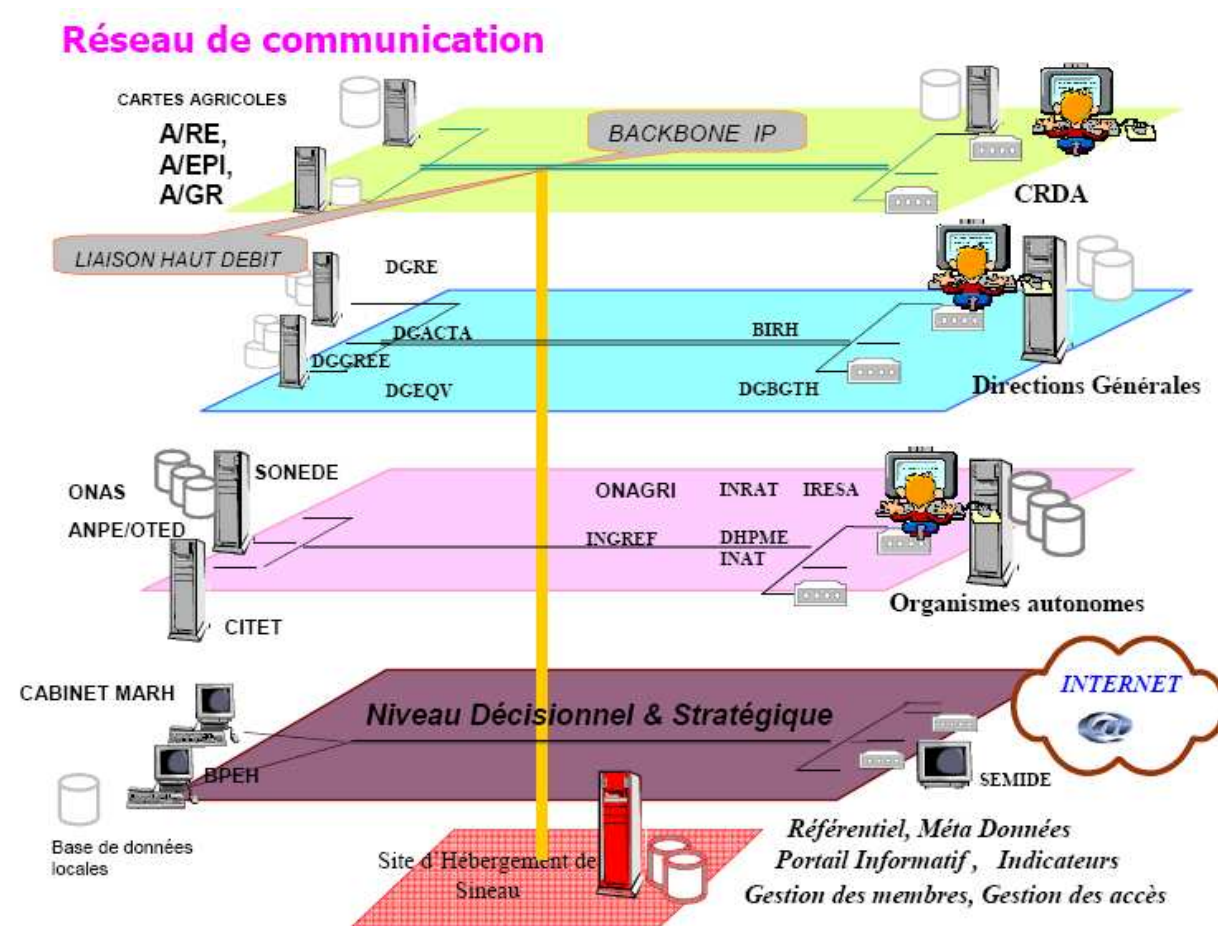 Réseau de communication
CARTES AGRICOLES
A/RE,
A/EPI,
A/GR
BACKBONE IP
CRDA
LIAISON HAUT DEBIT
DGRE
DGACTA
BIRH
DGGREE
DGEQV
DGBGTH
Directions Générales
SONEDE
ONAS
ONAGRI
INRAT
IRESA
ANPE/OTED
INGREF
DHPME
INAT
Organismes autonomes
CITET
INTERNET
CABINET MARH
Niveau Décisionnel & Stratégique
BPEH
SEMIDE
Base de données
locales
Site d'Hébergement de
Sineau
Référentiel, Méta Données
Portail Informatif , Indicateurs
Gestion des membres, Gestion des accès